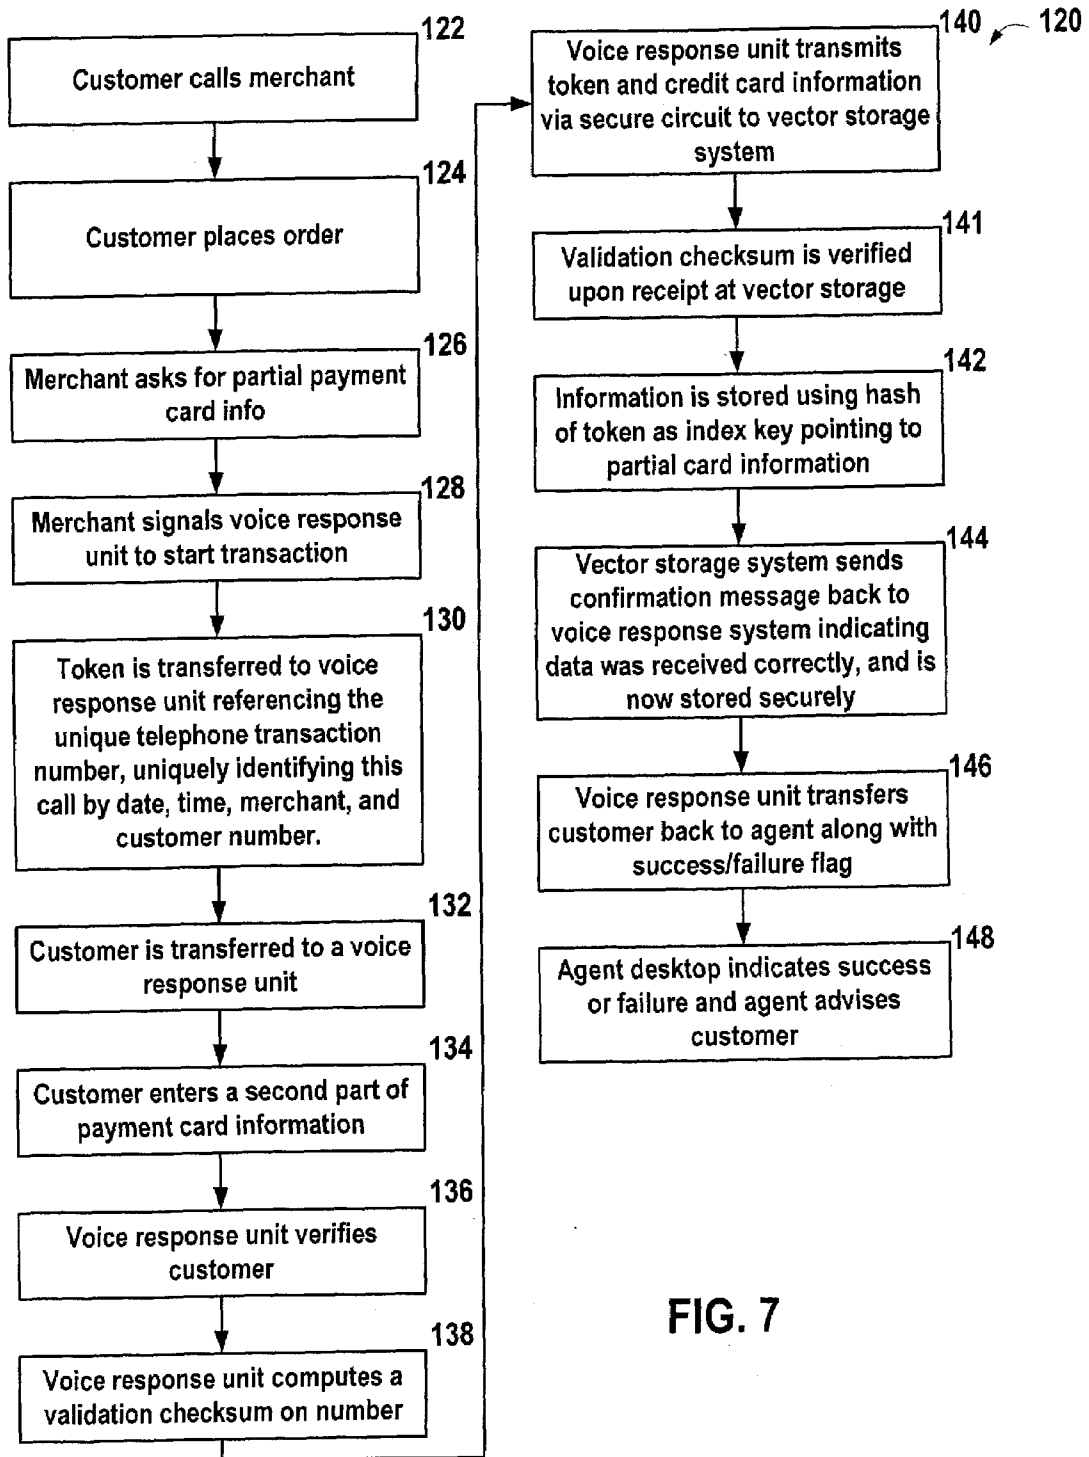 122
Customer calls merchant
124
Customer places order
126
Merchant asks for partial payment
card info
128
Merchant signals voice response
unit to start transaction
130
Token is transferred to voice
response unit referencing the
unique telephone transaction
number, uniquely identifying this
call by date, time, merchant, and
customer number.
132
Customer is transferred to a voice
response unit
134
Customer enters a second part of
payment card information
136
Voice response unit verifies
customer
138
Voice response unit computes a
validation checksum on number
120
140
Voice response unit transmits
token and credit card information
via secure circuit to vector storage
system
141
Validation checksum is verified
upon receipt at vector storage
142
Information is stored using hash
of token as index key pointing to
partial card information
144
Vector storage system sends
confirmation message back to
voice response system indicating
data was received correctly, and is
now stored securely
146
Voice response unit transfers
customer back to agent along with
success/failure flag
148
Agent desktop indicates success
or failure and agent advises
customer
FIG. 7